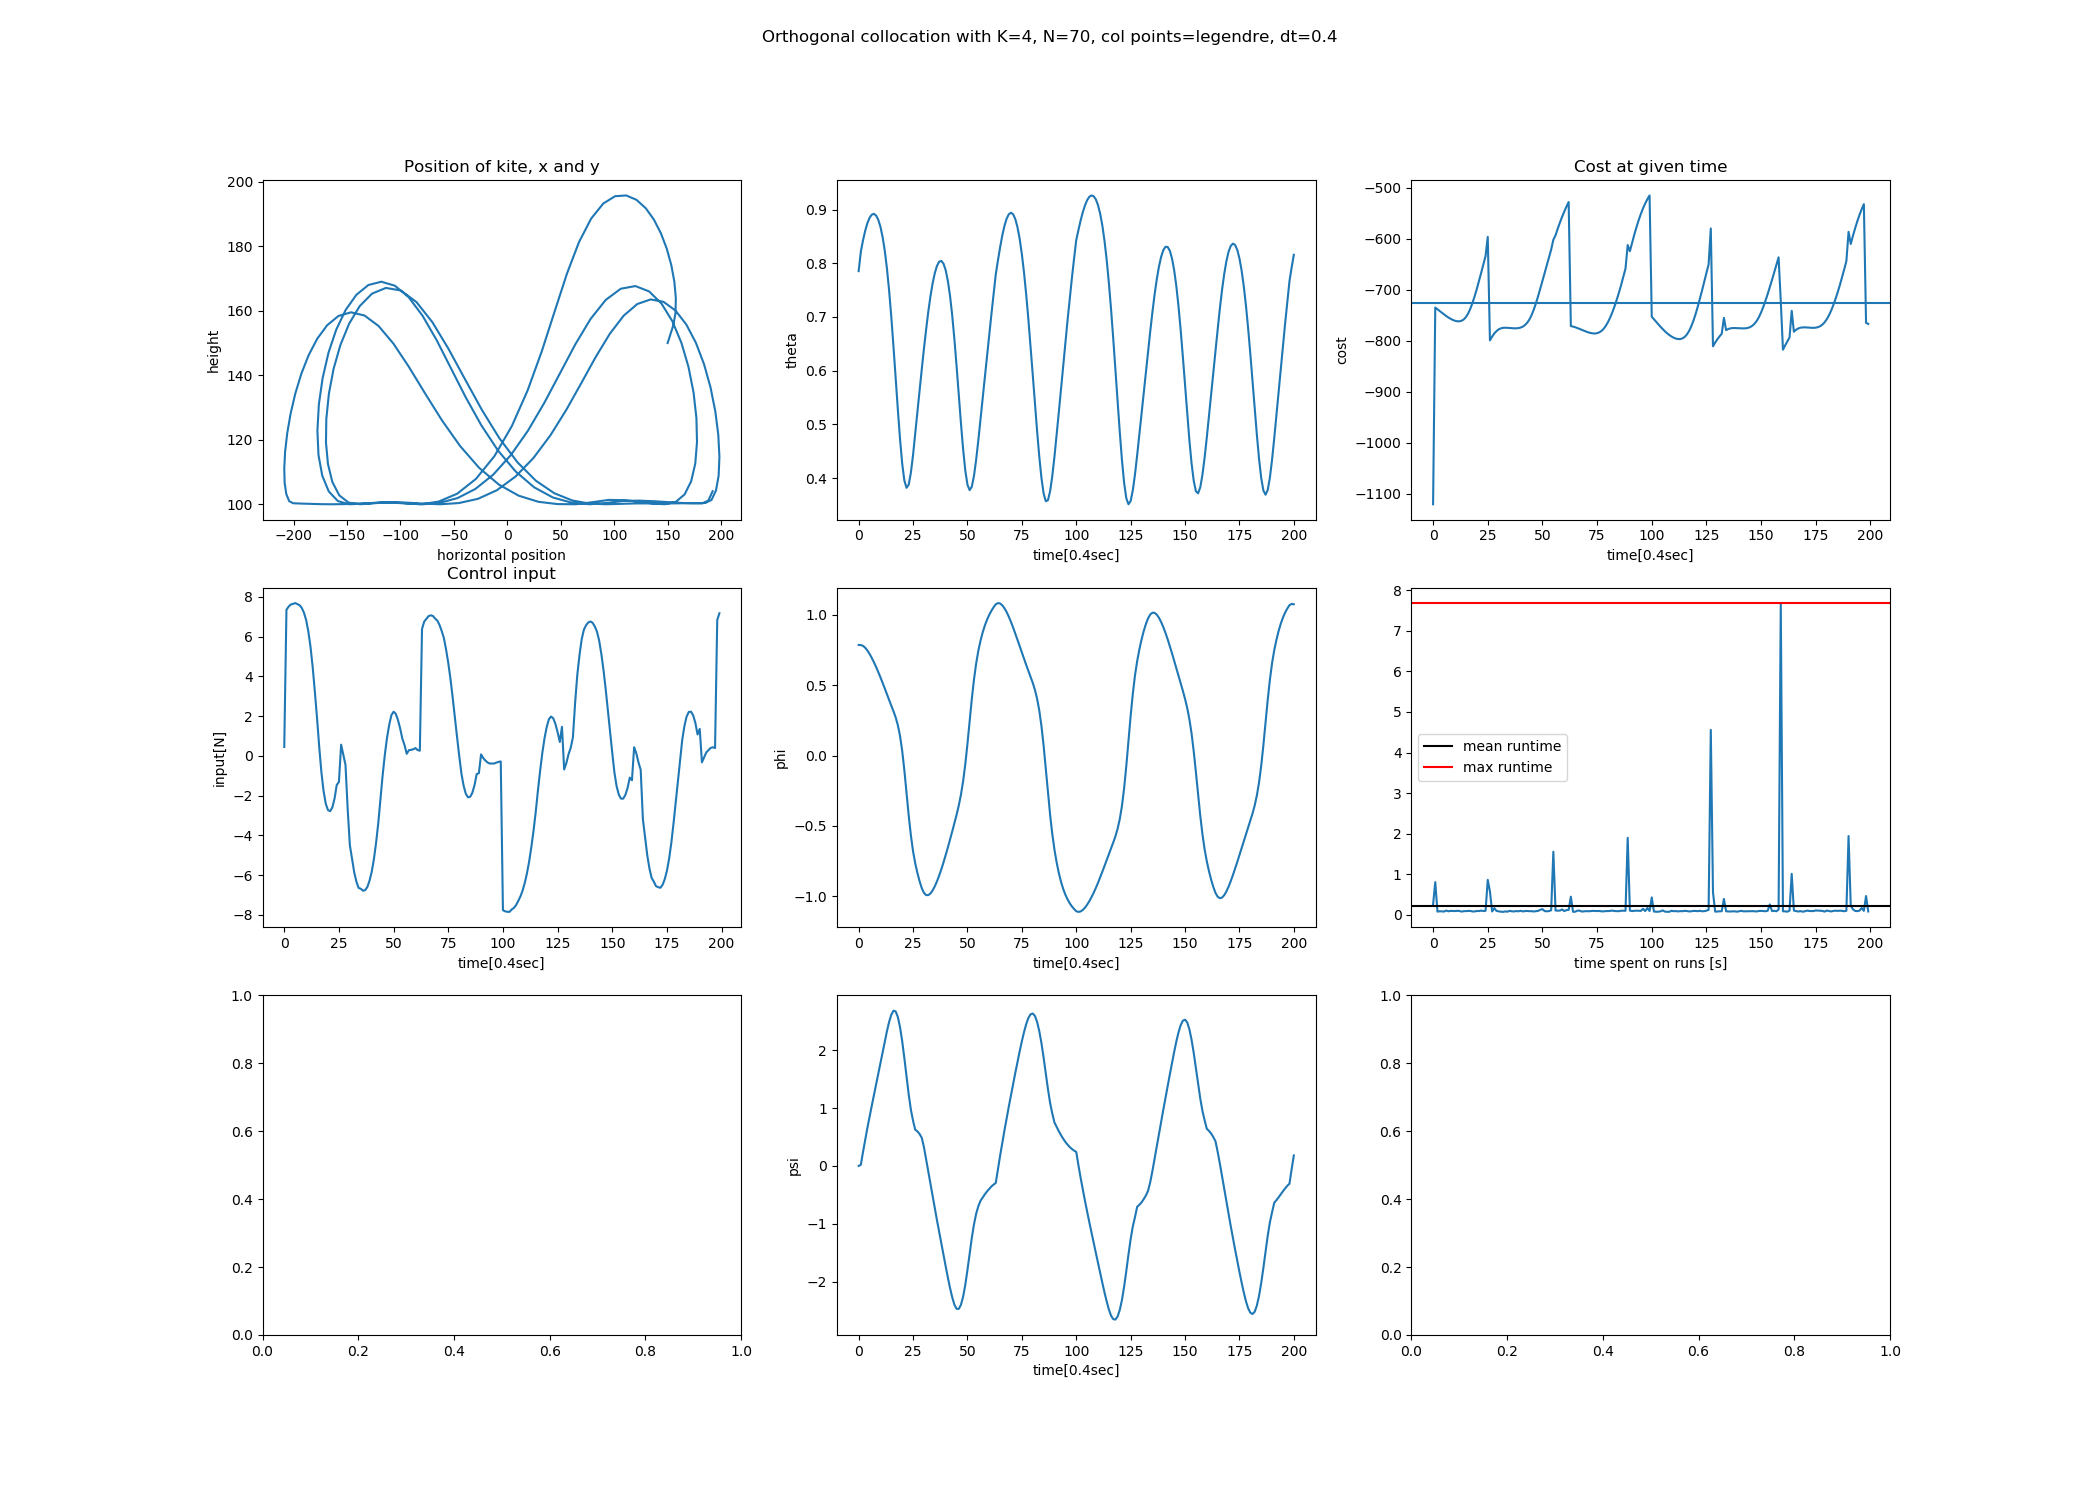 Orthogonal collocation with K=4, N=70, col points=legendre, dt=0.4
Position of kite, x and y
height
200
180
160
140
120
100
−200 −150 −100 −50 0 50 100 150 200
horizontal position
theta
0.9
0.8
0.7
0.6
0.5
0.4
0 25 50 75 100 125 150 175 200
time[0.4sec]
Cost at given time
cost
−500
−600
−700
−800
−900
−1000
−1100
0 25 50 75 100 125 150 175 200
time[0.4sec]
Control input
input[N]
8
6
4
2
0
−2
−4
−6
−8
0 25 50 75 100 125 150 175 200
time[0.4sec]
phi
1.0
0.5
0.0
−0.5
−1.0
0 25 50 75 100 125 150 175 200
time[0.4sec]
8
7
6
5
4
3
2
1
0
mean runtime
max runtime
0 25 50 75 100 125 150 175 200
time spent on runs [s]
1.0
0.8
0.6
0.4
0.2
0.0
0.0 0.2 0.4 0.6 0.8 1.0
psi
2
1
0
−1
−2
0 25 50 75 100 125 150 175 200
time[0.4sec]
1.0
0.8
0.6
0.4
0.2
0.0
0.0 0.2 0.4 0.6 0.8 1.0